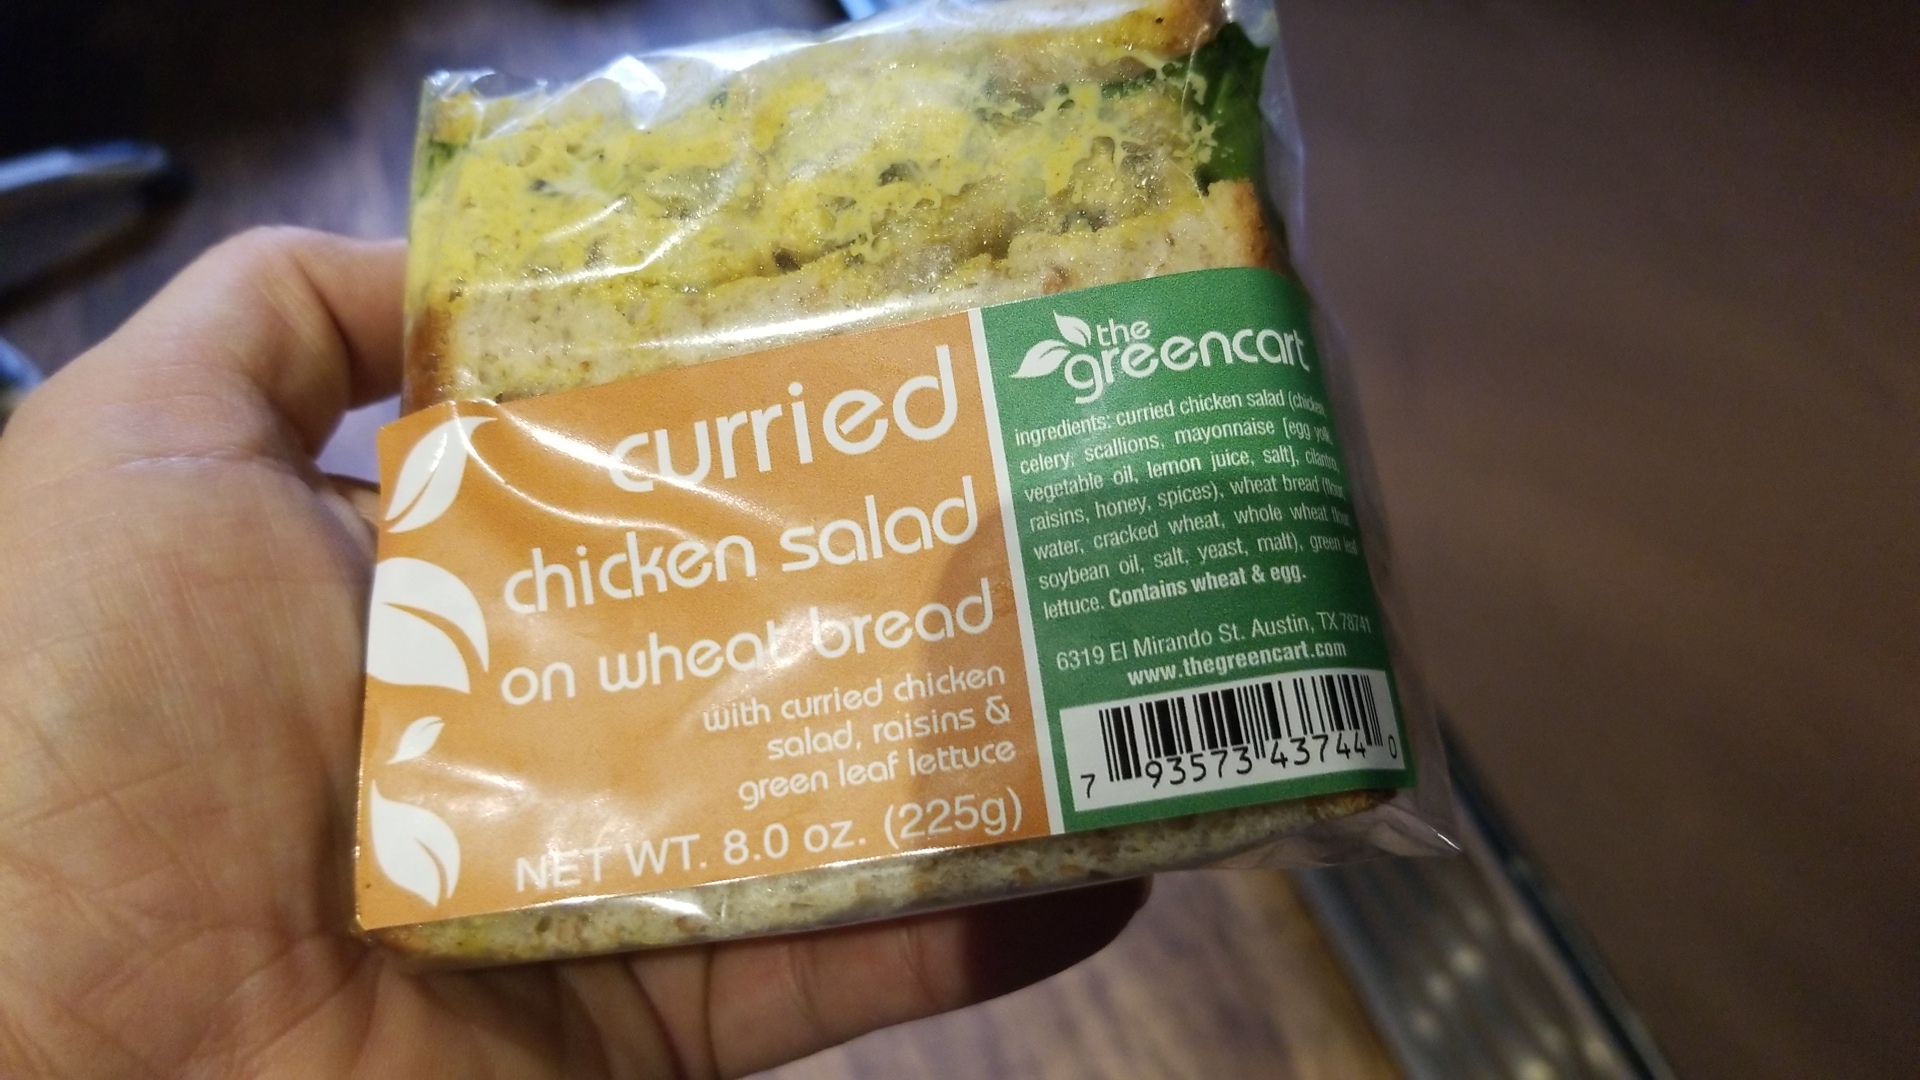 curried
chicken salad
on wheat bread
with curried chicken
salad, raisins &
green leaf lettuce
NET WT. 8.0 oz. (225g)
the
greencart
ingredients: curried chicken salad (chicken,
celery, scallions, mayonnaise [egg yolk,
vegetable oil, lemon juice, salt], cilantro,
raisins, honey, spices), wheat bread (flour,
water, cracked wheat, whole wheat flour,
soybean oil, salt, yeast, malt), green leaf
lettuce. Contains wheat & egg.
6319 El Mirando St. Austin, TX 78741
www.thegreencart.com
7 93573 43744 0